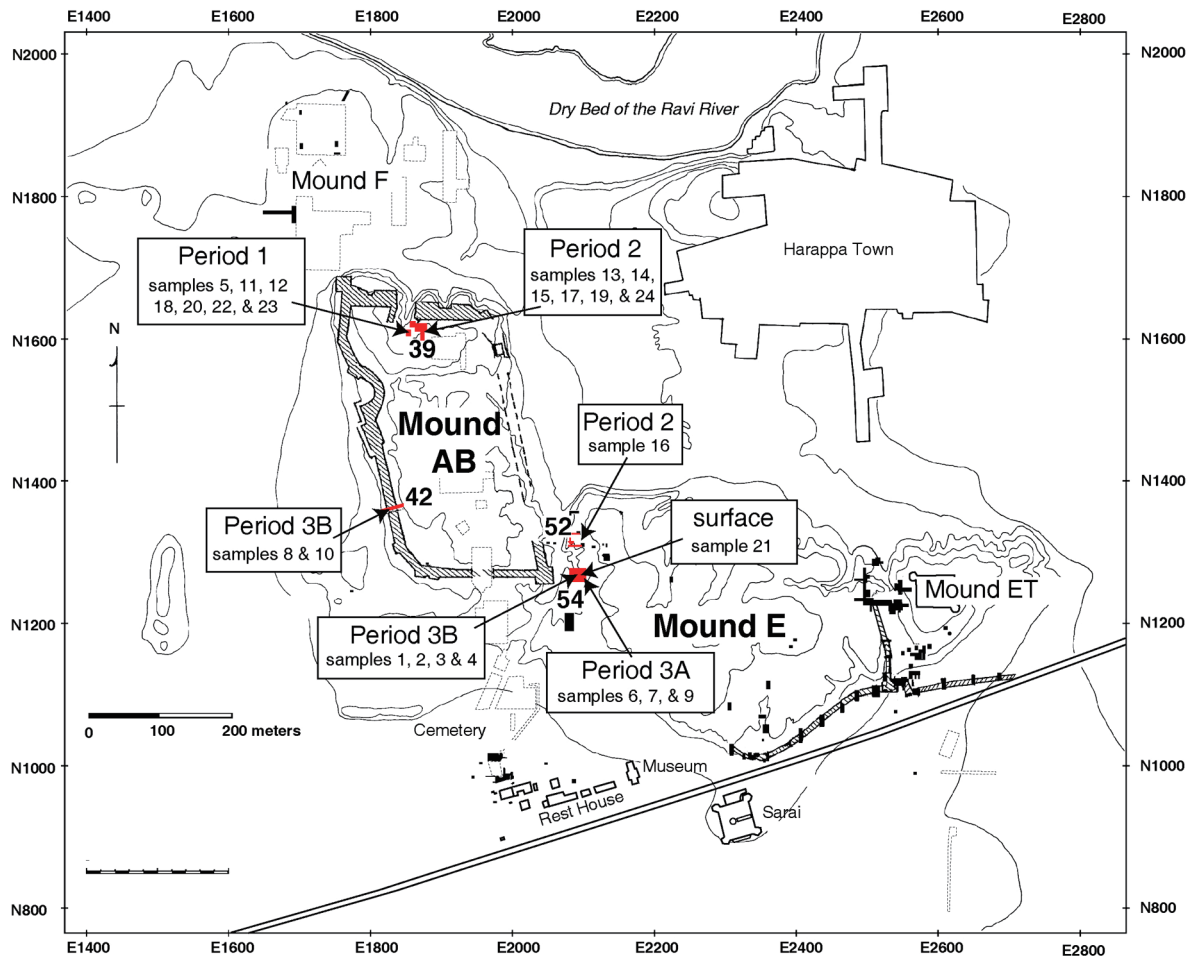 E1400 E1600 E1800 E2000 E2200 E2400 E2600 E2800
N2000 N2000
Dry Bed of the Ravi River
Mound F
N1800 N1800
Period 1
samples 5, 11, 12
18, 20, 22, & 23
Period 2
samples 13, 14,
15, 17, 19, & 24
Harappa Town
N
N1600 N1600
39
Mound
AB
Period 2
sample 16
N1400 N1400
42
Period 3B
samples 8 & 10
52
surface
sample 21
54
Mound ET
N1200 N1200
Mound E
Period 3B
samples 1, 2, 3 & 4
Period 3A
samples 6, 7, & 9
0 100 200 meters
Cemetery
N1000 N1000
Museum
Rest House
Sarai
N800 N800
E1400 E1600 E1800 E2000 E2200 E2400 E2600 E2800